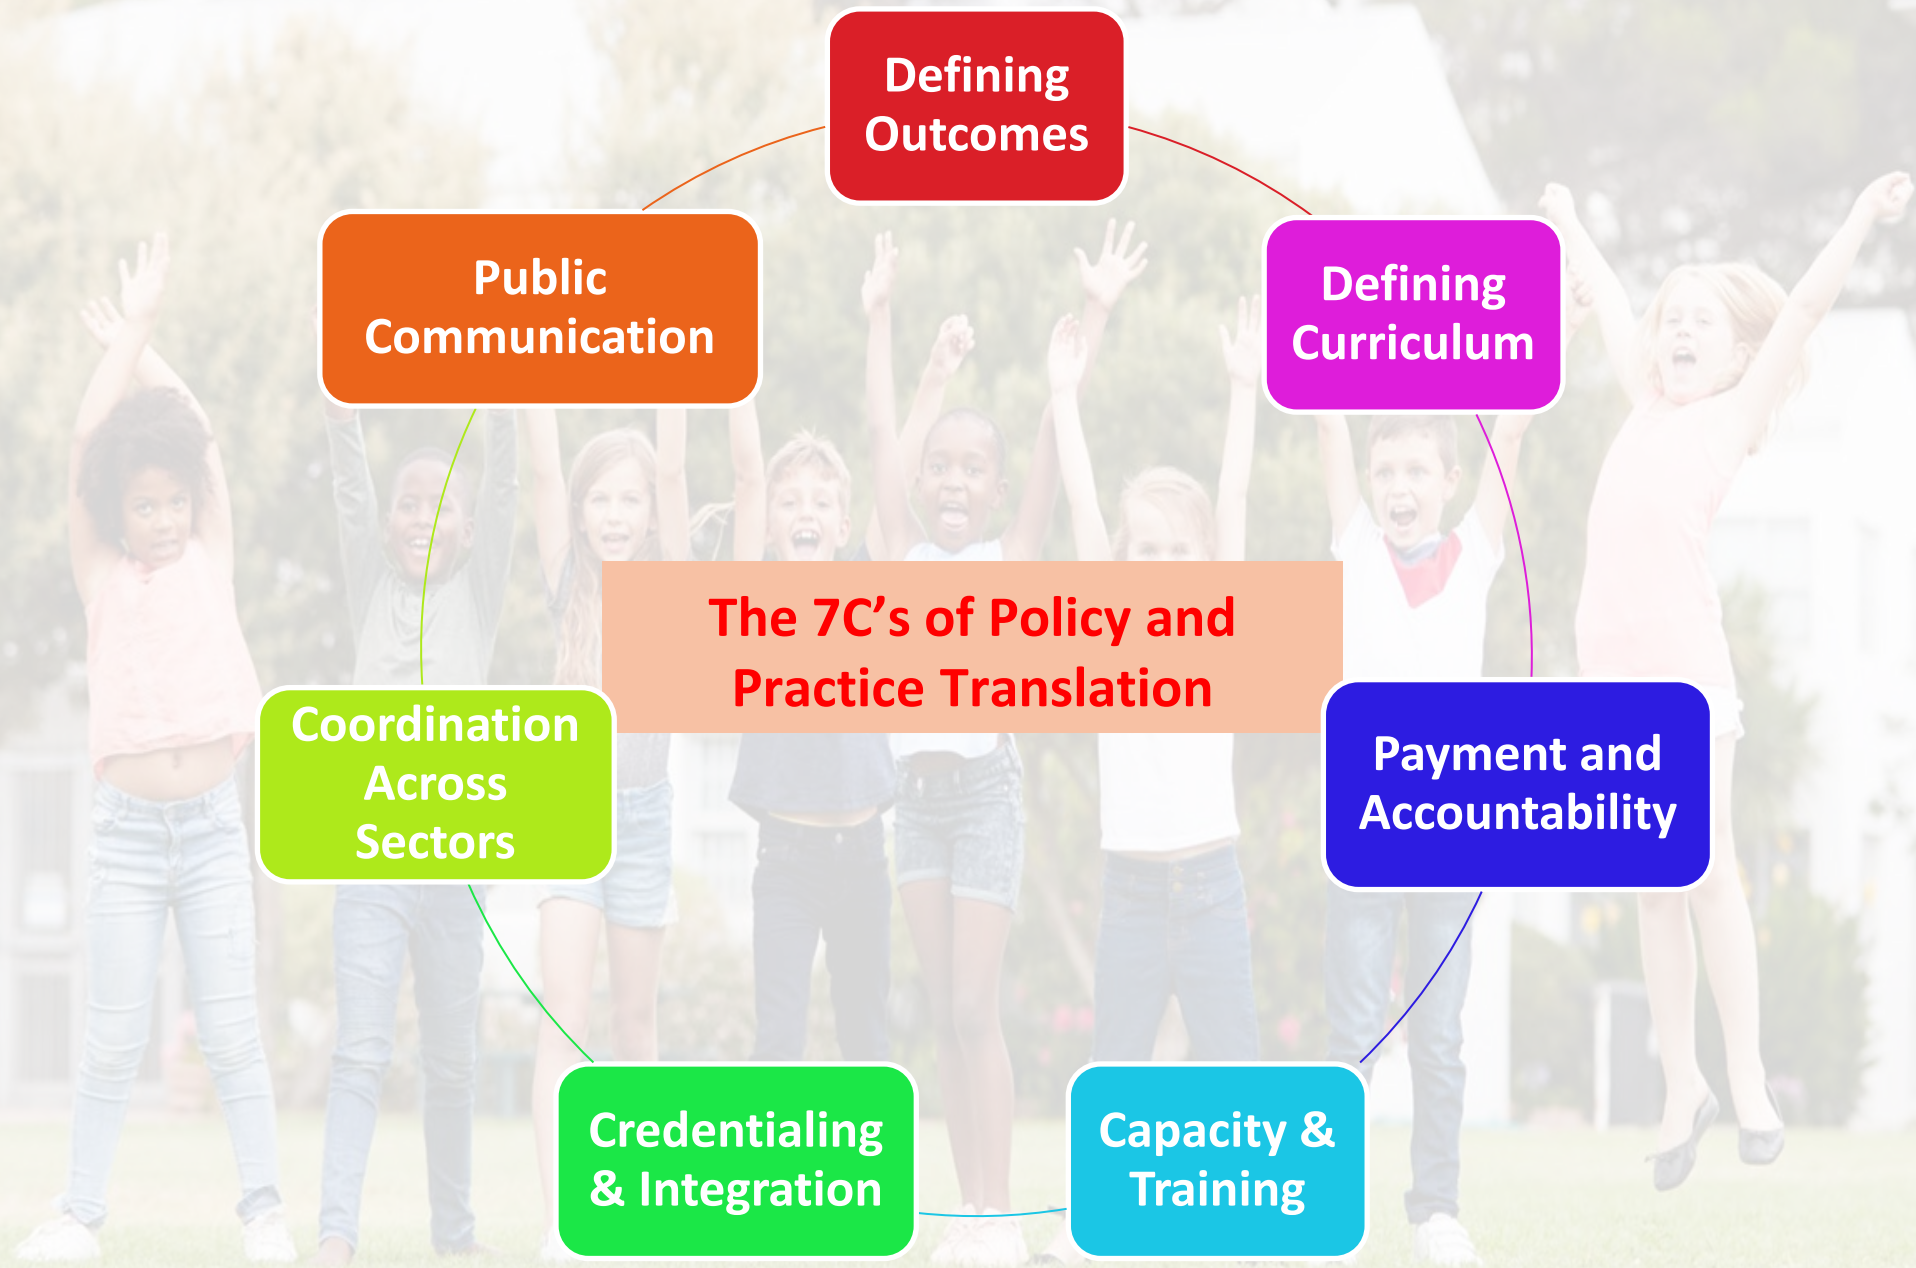 Defining
Outcomes
Public
Communication
Defining
Curriculum
The 7C’s of Policy and
Practice Translation
Coordination
Across
Sectors
Payment and
Accountability
Credentialing
& Integration
Capacity &
Training